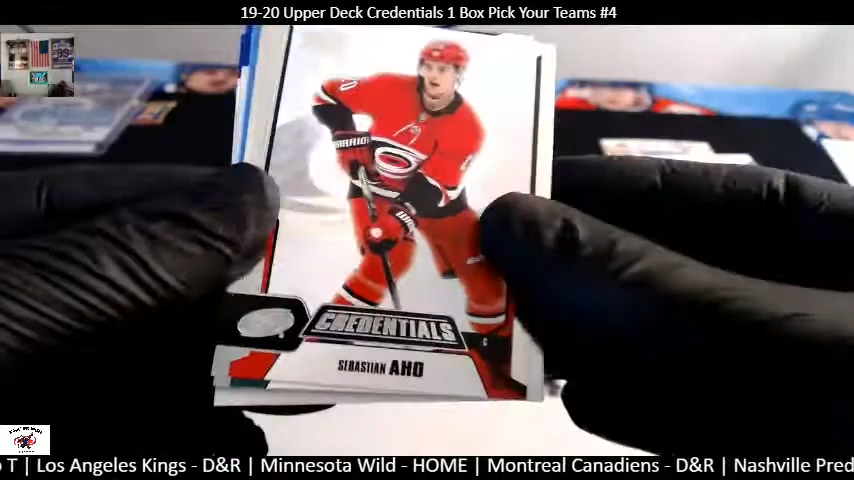 19-20 Upper Deck Credentials 1 Box Pick Your Teams #4
WARRIOR
CREDENTIALS
C
SEBASTIAN AHO
T | Los Angeles Kings - D&R | Minnesota Wild - HOME | Montreal Canadiens - D&R | Nashville Pred